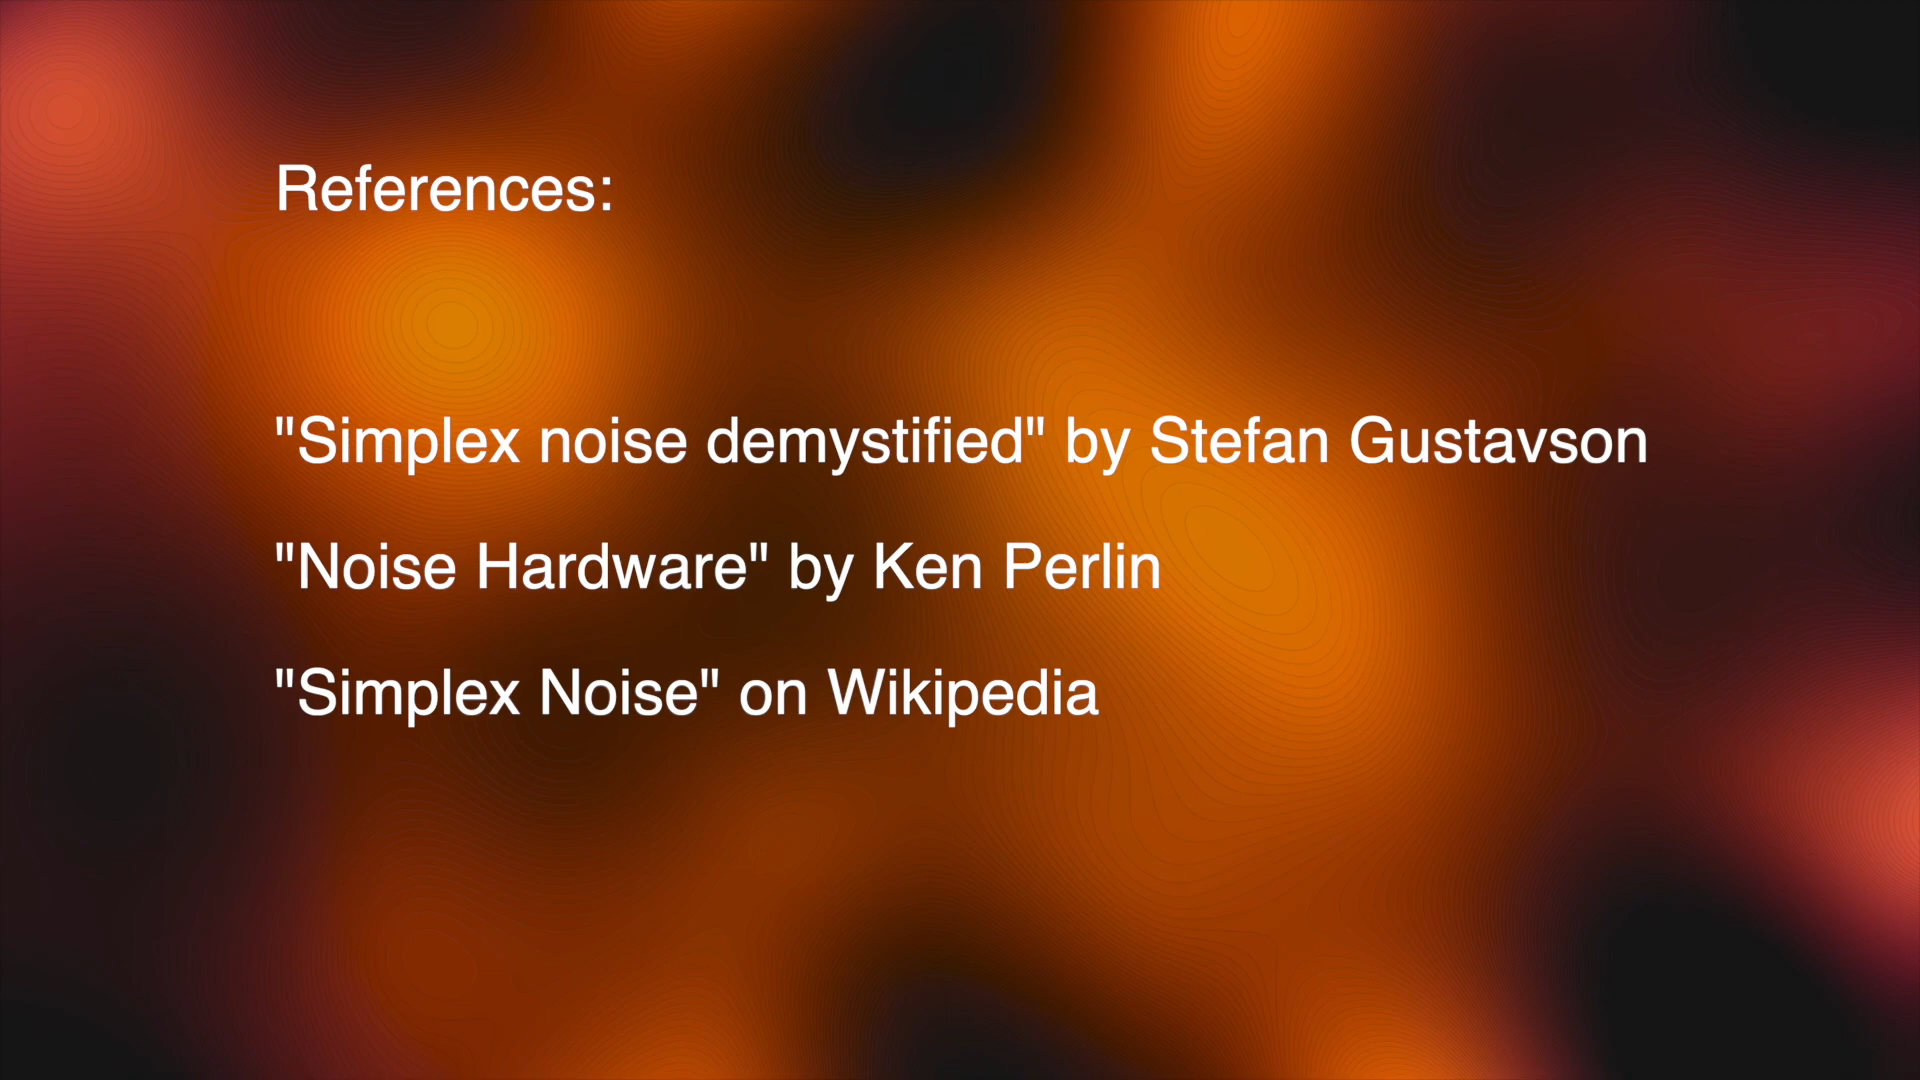 References:
"Simplex noise demystified" by Stefan Gustavson
"Noise Hardware" by Ken Perlin
"Simplex Noise" on Wikipedia